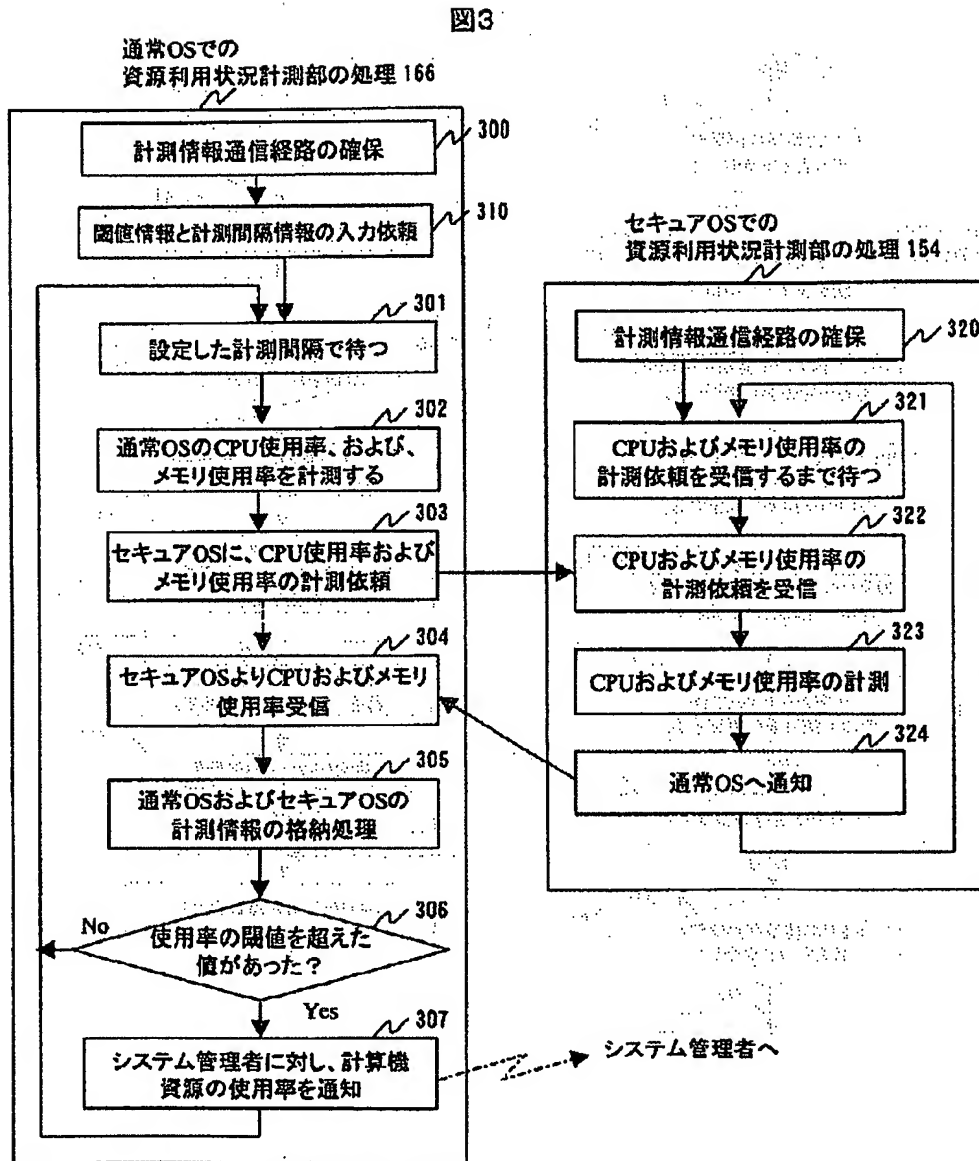 図3
通常OSでの
資源利用状況計測部の処理 166
300
計測情報通信経路の確保
310
閾値情報と計測間隔情報の入力依頼
301
設定した計測間隔で待つ
302
通常OSのCPU使用率、および、
メモリ使用率を計測する
303
セキュアOSに、CPU使用率および
メモリ使用率の計測依頼
304
セキュアOSよりCPUおよびメモリ
使用率受信
305
通常OSおよびセキュアOSの
計測情報の格納処理
306
No
使用率の閾値を超えた
値があった?
Yes
307
システム管理者に対し、計算機
資源の使用率を通知
システム管理者へ
セキュアOSでの
資源利用状況計測部の処理 154
計測情報通信経路の確保
320
321
CPUおよびメモリ使用率の
計測依頼を受信するまで待つ
322
CPUおよびメモリ使用率の
計測依頼を受信
323
CPUおよびメモリ使用率の計測
324
通常OSへ通知